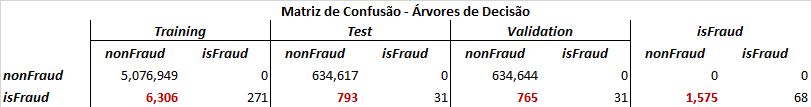 Matriz de Confusão - Árvores de Decisão
Training Test Validation isFraud
nonFraud isFraud nonFraud isFraud nonFraud isFraud nonFraud isFraud
nonFraud 5,076,949 0 634,617 0 634,644 0 0 0
isFraud 6,306 271 793 31 765 31 1,575 68